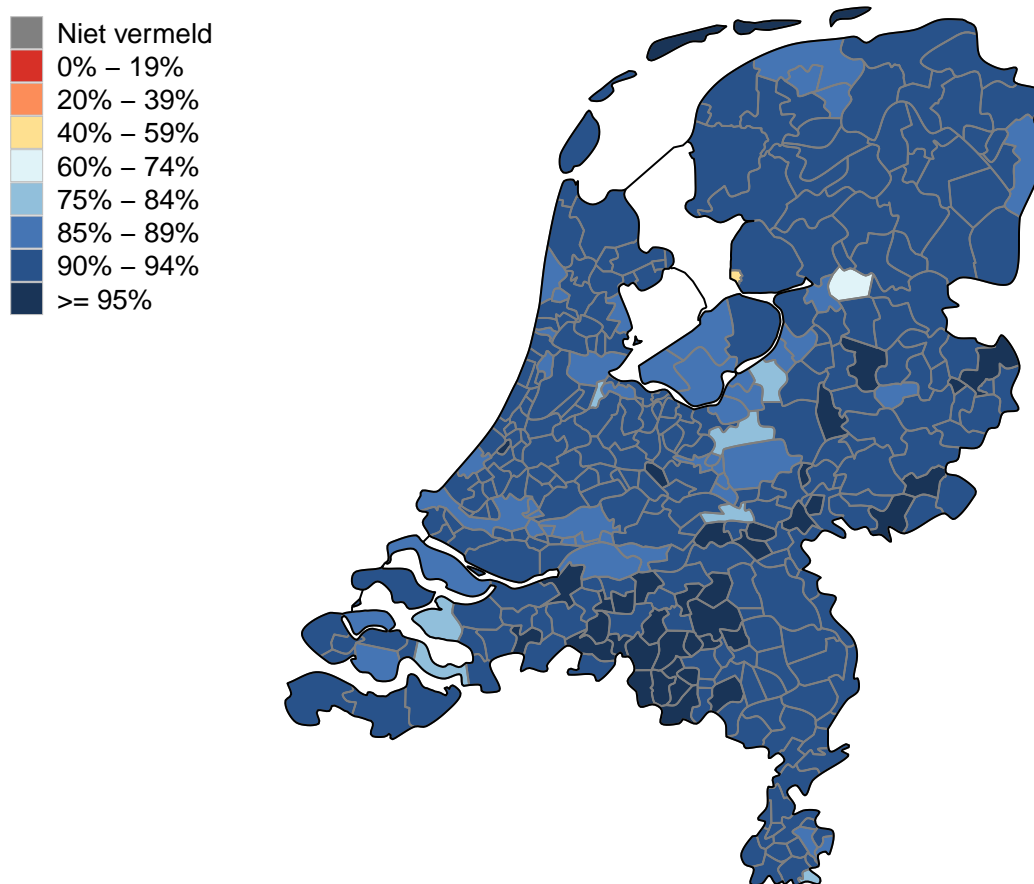 Niet vermeld
0% – 19%
20% – 39%
40% – 59%
60% – 74%
75% – 84%
85% – 89%
90% – 94%
>= 95%